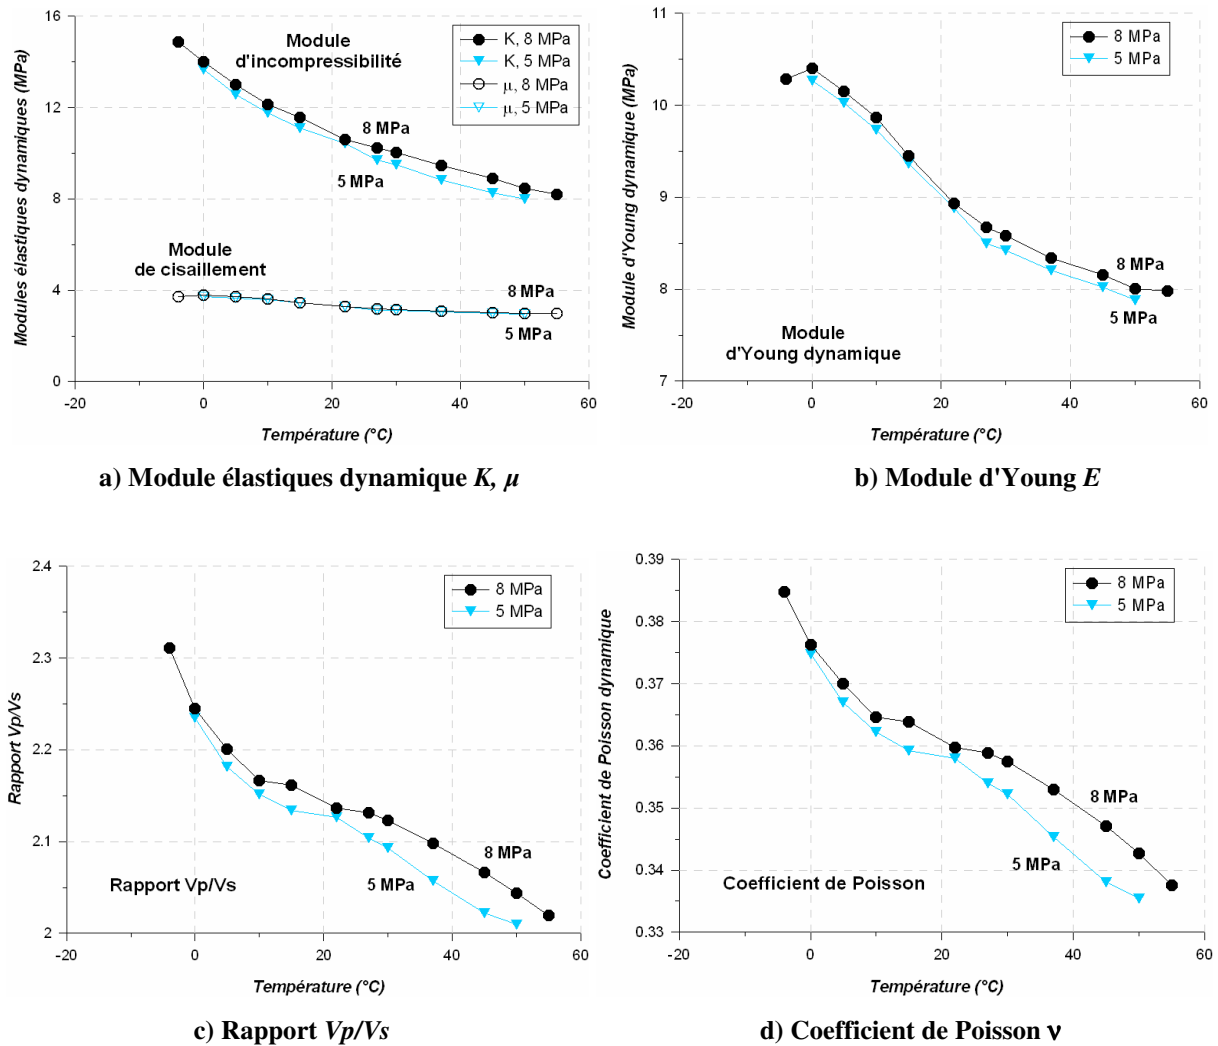 16
12
8
4
0
-20
0
20
40
60
Modules élastiques dynamiques (MPa)
Température (°C)
Module
d'incompressibilité
K, 8 MPa
K, 5 MPa
μ, 8 MPa
μ, 5 MPa
8 MPa
5 MPa
Module
de cisaillement
8 MPa
5 MPa
a) Module élastiques dynamique K, μ
11
10
9
8
7
-20
0
20
40
60
Module d'Young dynamique (MPa)
Température (°C)
8 MPa
5 MPa
8 MPa
5 MPa
Module
d'Young dynamique
b) Module d'Young E
2.4
2.3
2.2
2.1
2
-20
0
20
40
60
Rapport Vp/Vs
Température (°C)
8 MPa
5 MPa
8 MPa
5 MPa
Rapport Vp/Vs
c) Rapport Vp/Vs
0.39
0.38
0.37
0.36
0.35
0.34
0.33
-20
0
20
40
60
Coefficient de Poisson dynamique
Température (°C)
8 MPa
5 MPa
8 MPa
5 MPa
Coefficient de Poisson
d) Coefficient de Poisson ν